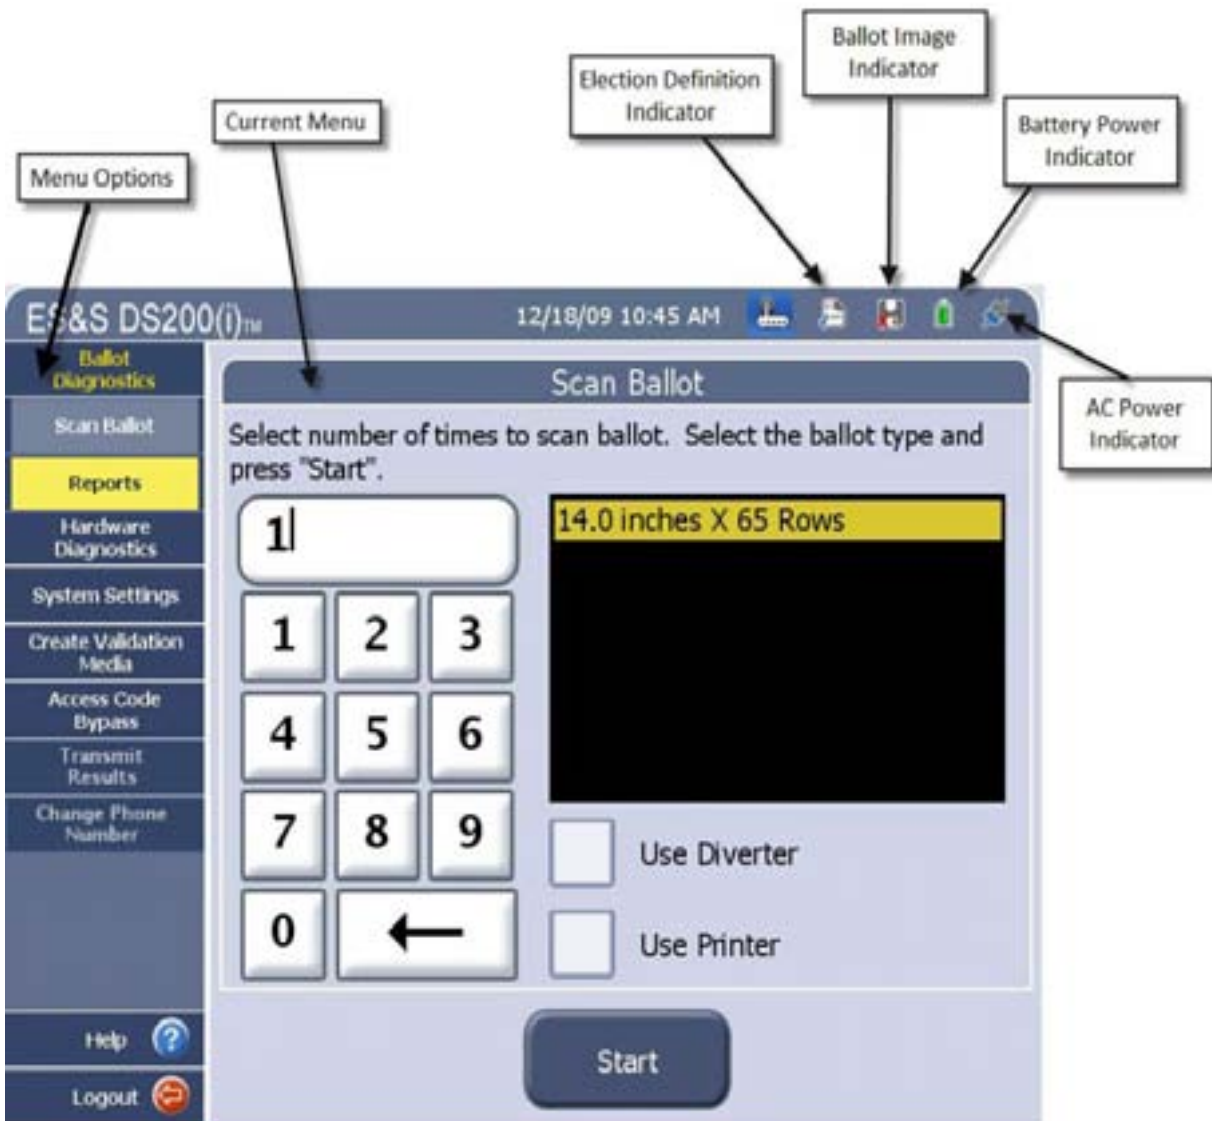 Ballot Image
Indicator
Election Definition
Indicator
Current Menu
Battery Power
Indicator
Menu Options
ES&S DS200(i)™
12/18/09 10:45 AM
Ballot
Diagnostics
Scan Ballot
Reports
Hardware
Diagnostics
System Settings
Create Validation
Media
Access Code
Bypass
Transmit
Results
Change Phone
Number
Help ?
Logout
Scan Ballot
Select number of times to scan ballot. Select the ballot type and
press "Start".
1
14.0 inches X 65 Rows
1 2 3
4 5 6
7 8 9
0
Use Diverter
Use Printer
Start
AC Power
Indicator